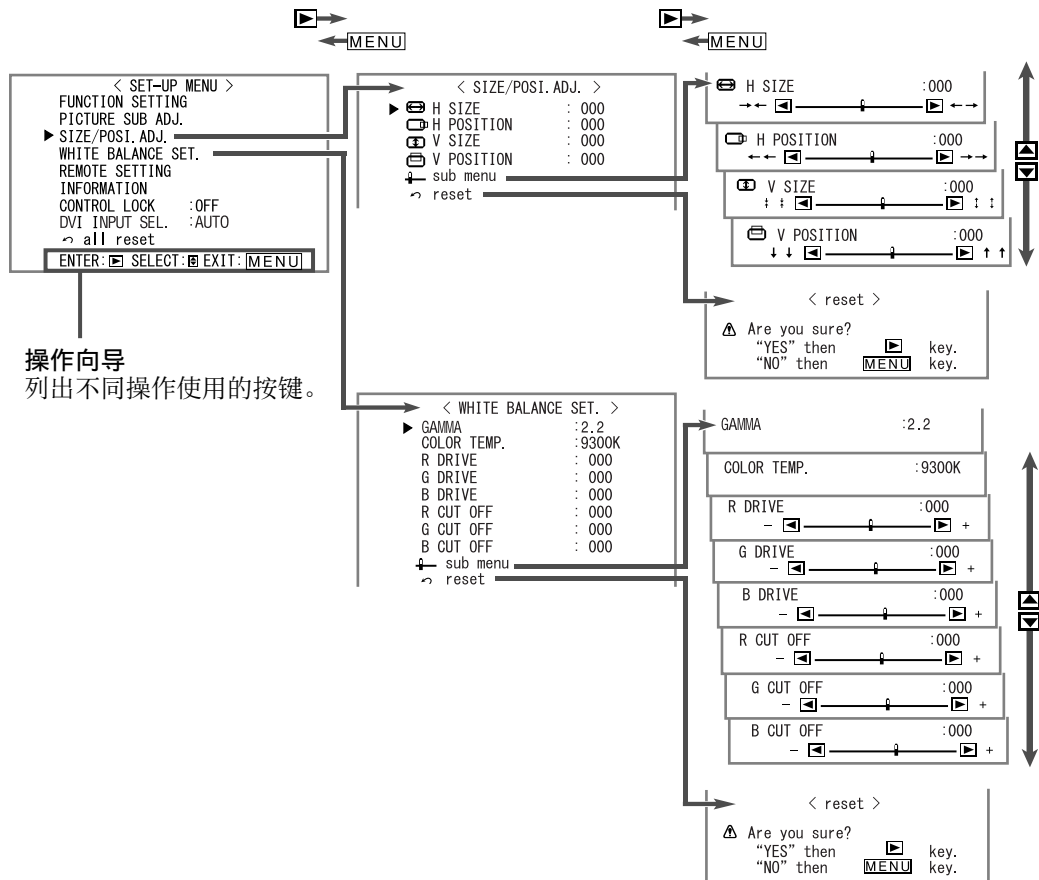 ▶→ ▶→
←MENU ←MENU
< SET-UP MENU >
FUNCTION SETTING
PICTURE SUB ADJ.
▶ SIZE/POSI. ADJ.
WHITE BALANCE SET.
REMOTE SETTING
INFORMATION
CONTROL LOCK :OFF
DVI INPUT SEL. :AUTO
all reset
ENTER: ▶ SELECT: EXIT: MENU
操作向导
列出不同操作使用的按键。
< SIZE/POSI. ADJ. >
▶ H SIZE : 000
H POSITION : 000
V SIZE : 000
V POSITION : 000
sub menu
reset
H SIZE :000
→← ◀ ▶ ←→
H POSITION :000
←← ◀ ▶ →→
V SIZE :000
◀ ▶
V POSITION :000
↓↓ ◀ ▶ ↑↑
▲
▼
< reset >
⚠ Are you sure?
“YES” then ▶ key.
“NO” then MENU key.
< WHITE BALANCE SET. >
▶ GAMMA :2.2
COLOR TEMP. :9300K
R DRIVE : 000
G DRIVE : 000
B DRIVE : 000
R CUT OFF : 000
G CUT OFF : 000
B CUT OFF : 000
sub menu
reset
GAMMA :2.2
COLOR TEMP. :9300K
R DRIVE :000
− ◀ ▶ +
G DRIVE :000
− ◀ ▶ +
B DRIVE :000
− ◀ ▶ +
R CUT OFF :000
− ◀ ▶ +
G CUT OFF :000
− ◀ ▶ +
B CUT OFF :000
− ◀ ▶ +
▲
▼
< reset >
⚠ Are you sure?
“YES” then ▶ key.
“NO” then MENU key.